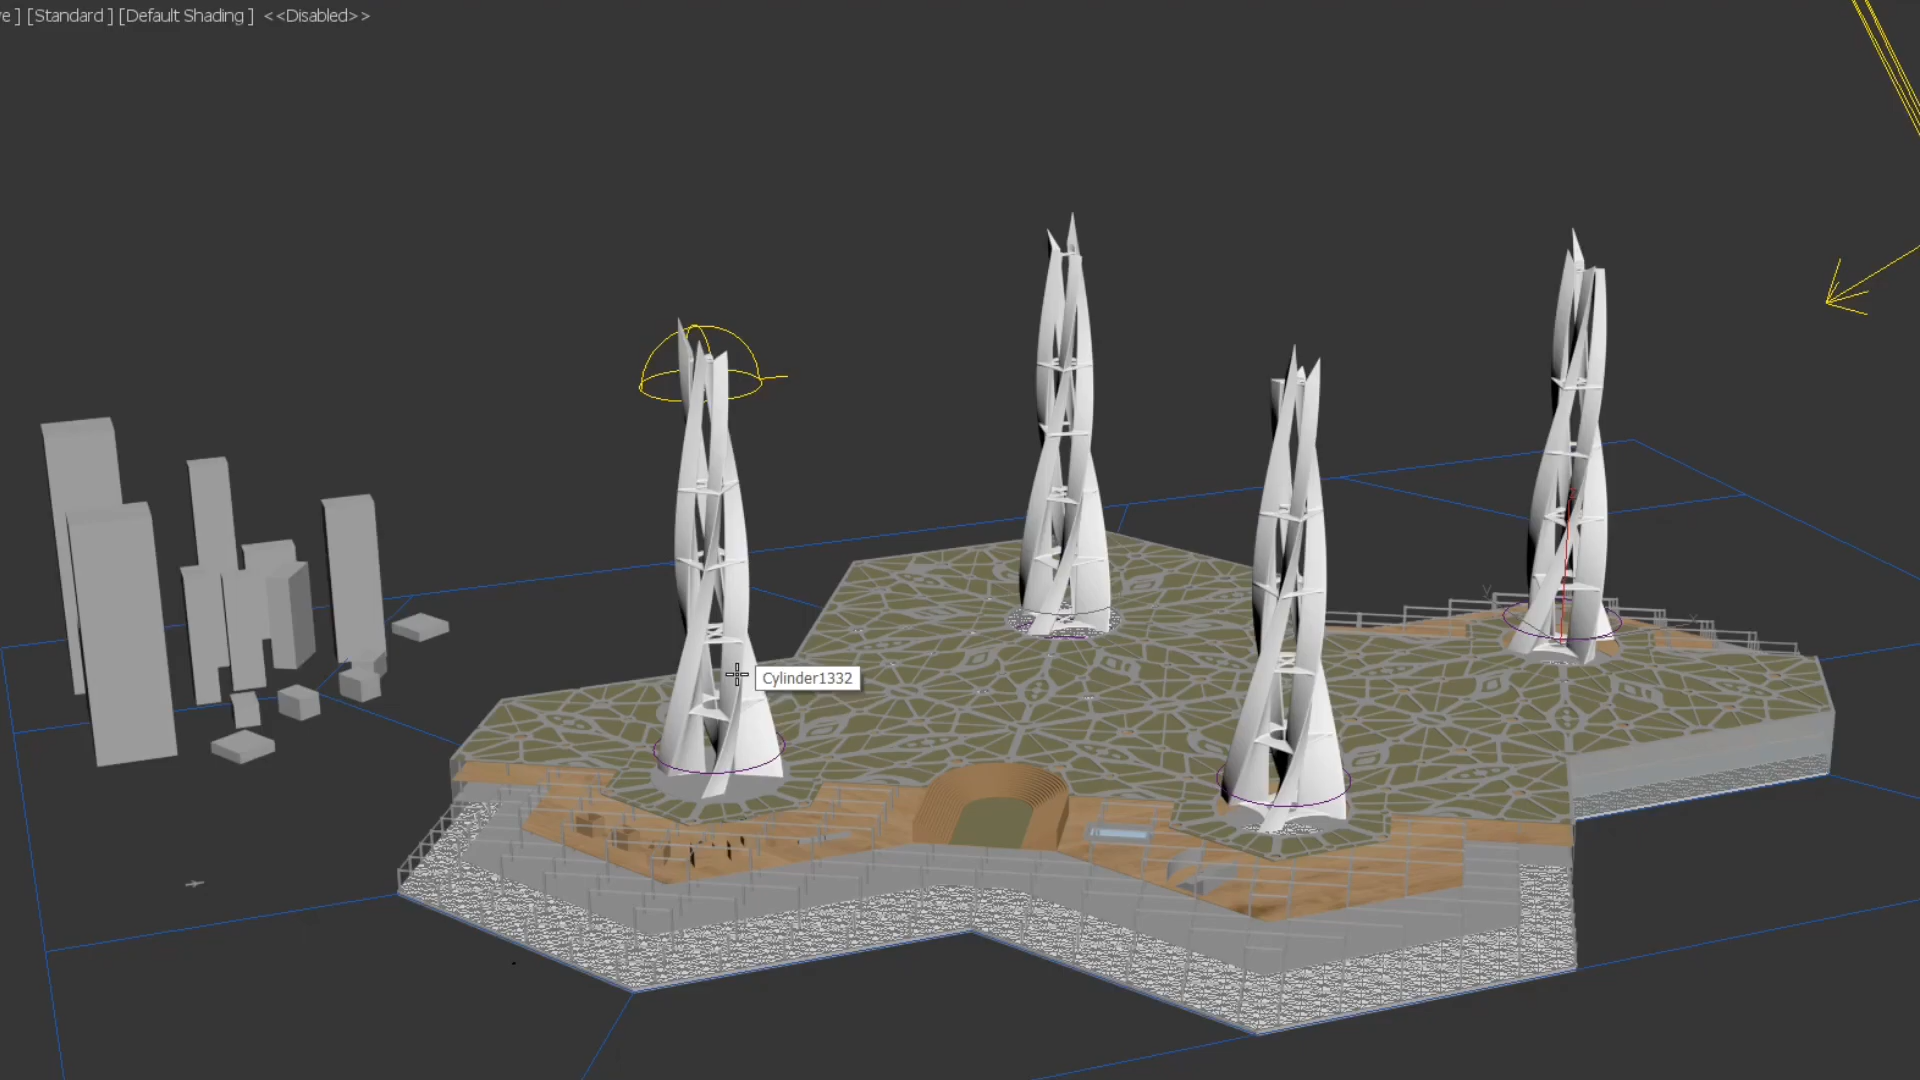 e ] [Standard ] [Default Shading ] <<Disabled>>
Cylinder1332